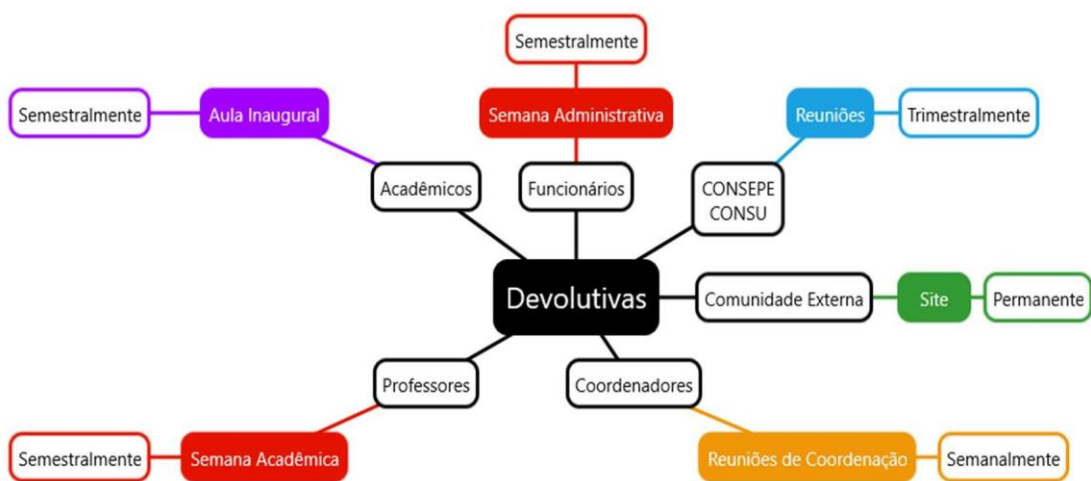 Semestralmente
Semestralmente
Aula Inaugural
Semana Administrativa
Reuniões
Trimestralmente
Acadêmicos
Funcionários
CONSEPE
CONSU
Devolutivas
Comunidade Externa
Site
Permanente
Professores
Coordenadores
Semestralmente
Semana Acadêmica
Reuniões de Coordenação
Semanalmente